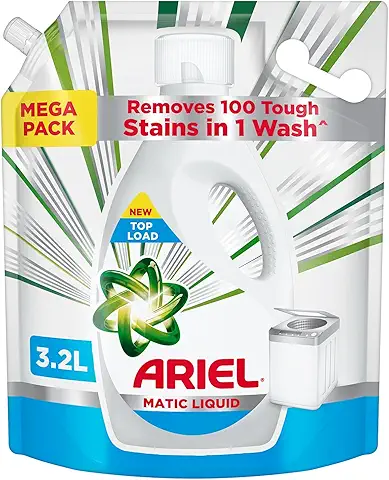 MEGA
PACK
Removes 100 Tough
Stains in 1 Wash^
NEW
TOP
LOAD
3.2L
ARIEL®
MATIC LIQUID